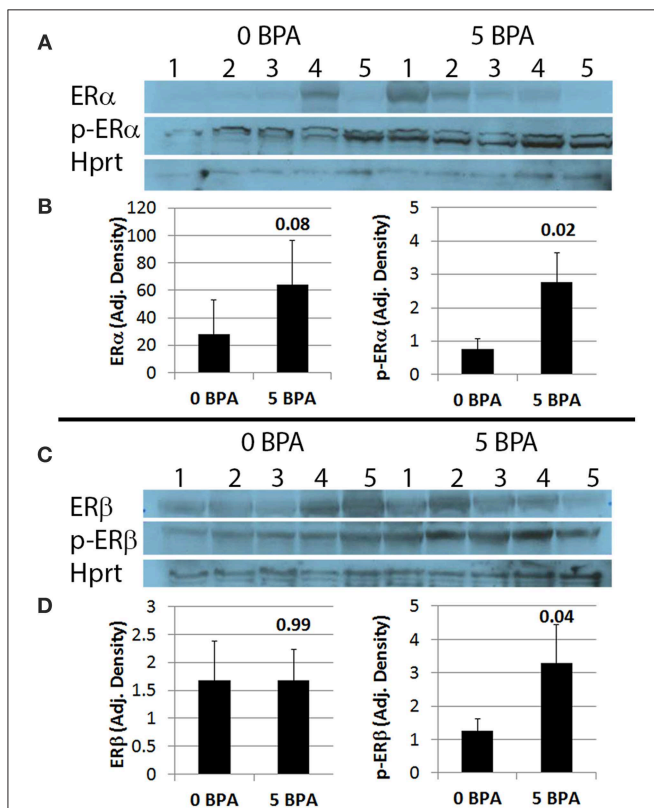 A
0 BPA 5 BPA
1 2 3 4 5 1 2 3 4 5
ERα
p-ERα
Hprt
B
ERα (Adj. Density)
120
100
80
60
40
20
0
0.08
0 BPA 5 BPA
p-ERα (Adj. Density)
5
4
3
2
1
0
0.02
0 BPA 5 BPA
C
0 BPA 5 BPA
1 2 3 4 5 1 2 3 4 5
ERβ
p-ERβ
Hprt
D
ERβ (Adj. Density)
3
2.5
2
1.5
1
0.5
0
0.99
0 BPA 5 BPA
p-ERβ (Adj. Density)
5
4
3
2
1
0
0.04
0 BPA 5 BPA